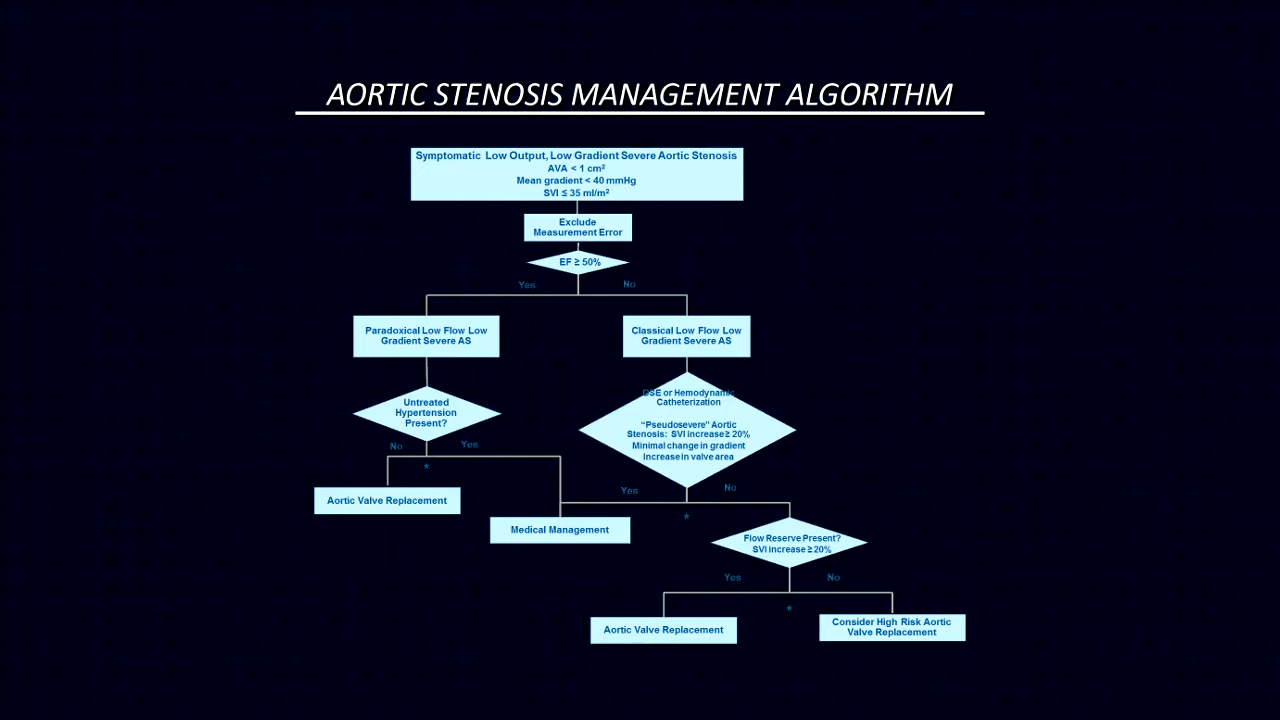 AORTIC STENOSIS MANAGEMENT ALGORITHM
Symptomatic Low Output, Low Gradient Severe Aortic Stenosis
AVA < 1 cm²
Mean gradient < 40 mmHg
SVI ≤ 35 ml/m²
Exclude
Measurement Error
EF ≥ 50%
Yes
No
Paradoxical Low Flow Low
Gradient Severe AS
Classical Low Flow Low
Gradient Severe AS
Untreated
Hypertension
Present?
DSE or Hemodynamic
Catheterization
“Pseudosevere” Aortic
Stenosis: SVI increase ≥ 20%
Minimal change in gradient
Increase in valve area
No
Yes
*
Aortic Valve Replacement
Yes
No
*
Medical Management
Flow Reserve Present?
SVI increase ≥ 20%
Yes
No
*
Aortic Valve Replacement
Consider High Risk Aortic
Valve Replacement